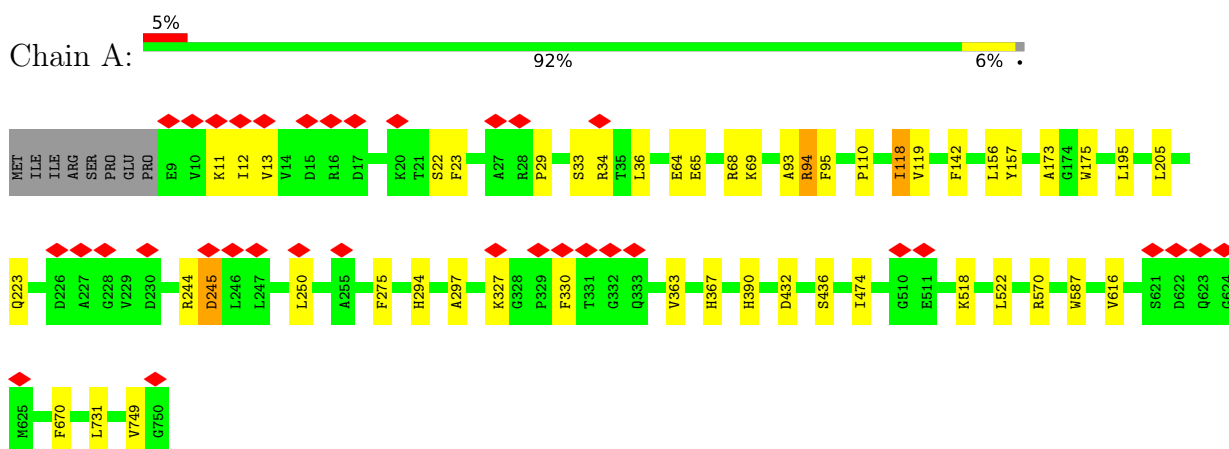 5%
Chain A:
92% 6% •
MET ILE ILE ARG SER PRO GLU PRO E9 V10 K11 I12 V13 V14 D15 R16 D17 K20 T21 S22 F23 A27 R28 P29 S33 R34 T35 L36 E64 E65 R68 K69 A93 R94 F95 P110 I118 V119 F142 L156 Y157 A173 G174 W175 L195 L205
Q223 D226 A227 G228 V229 D230 R244 D245 L246 L247 L250 A255 F275 H294 A297 K327 G328 P329 F330 T331 G332 Q333 V363 H367 H390 D432 S436 I474 G510 E511 K518 L522 R570 W587 V616 S621 D622 Q623 G624
M625 F670 L731 V749 G750